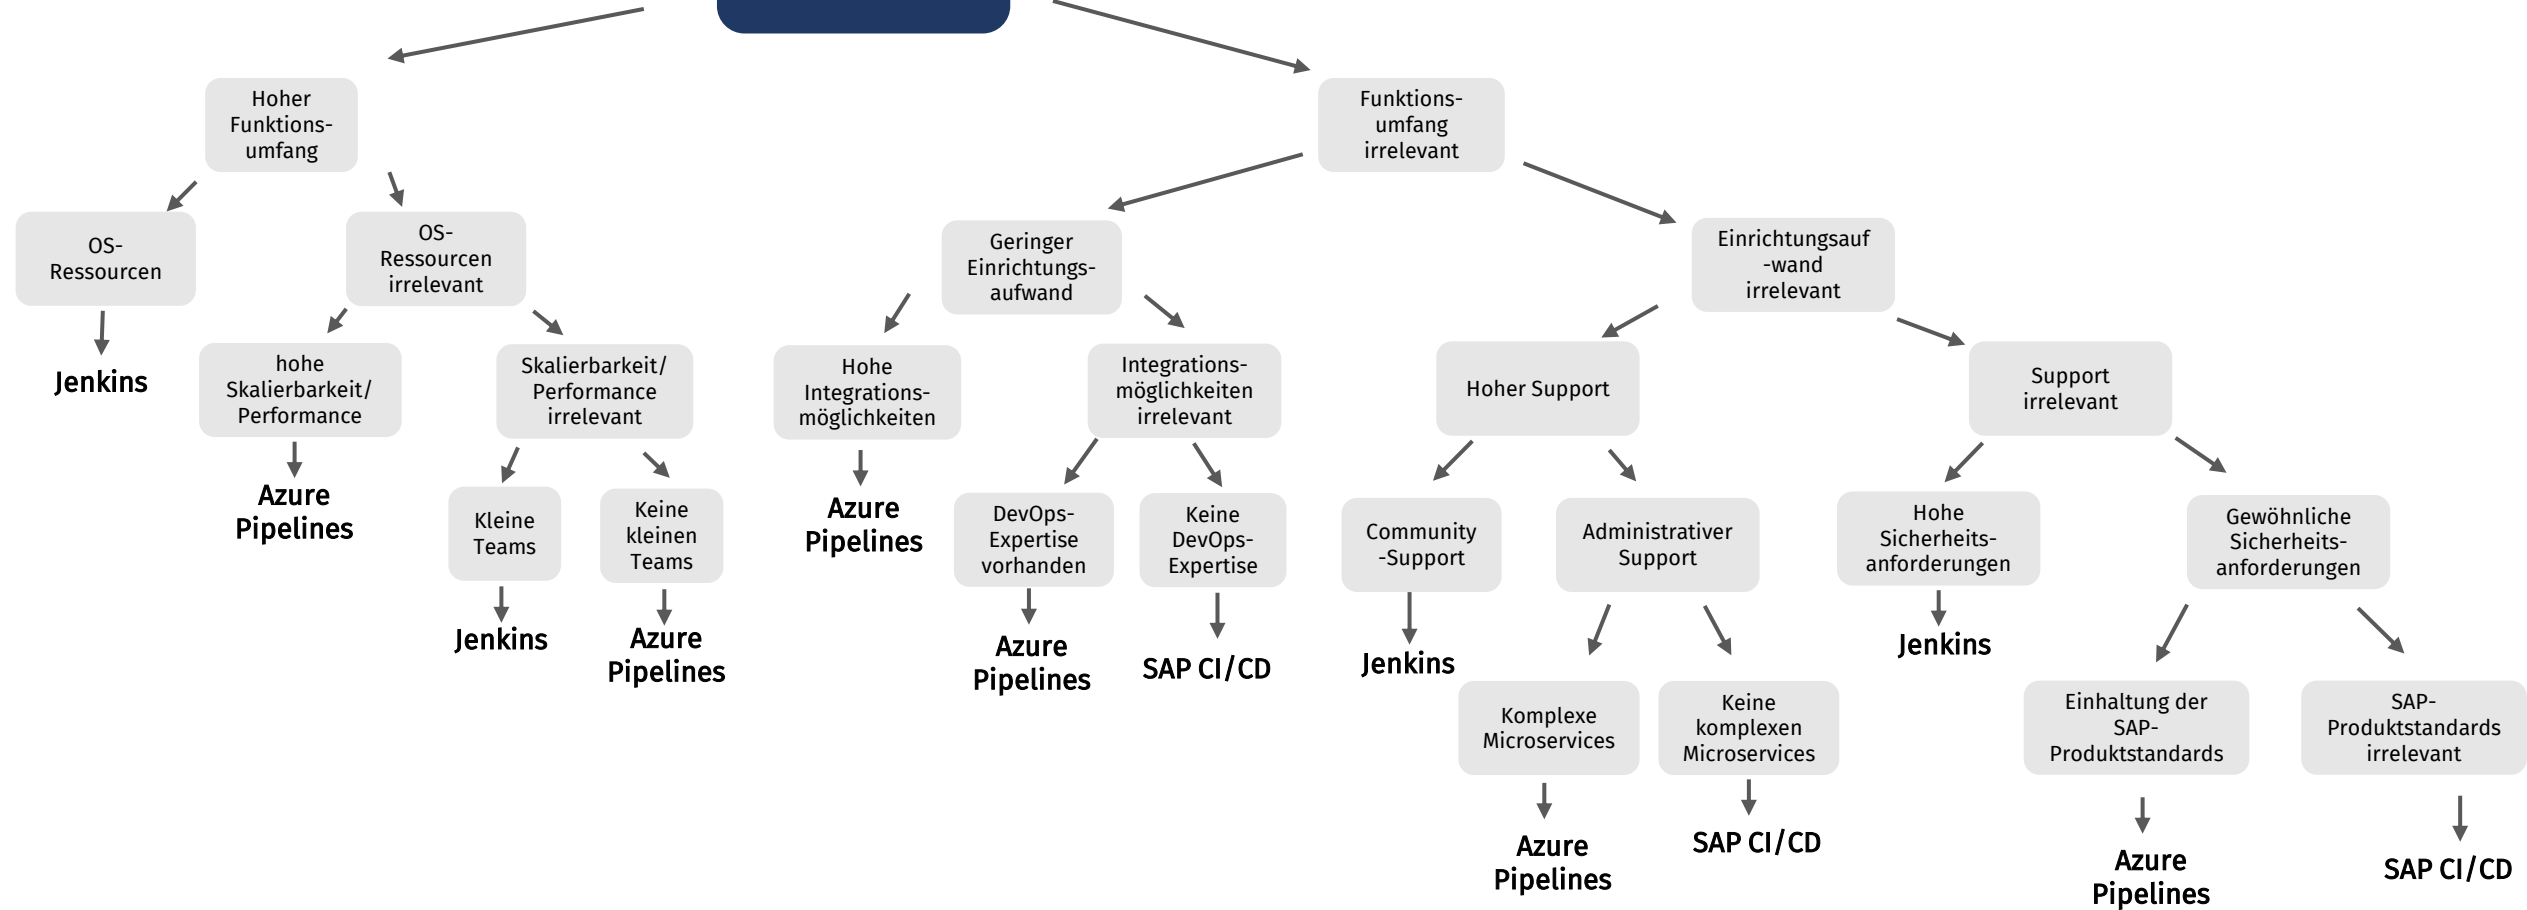 Hoher
Funktions-
umfang
Funktions-
umfang
irrelevant
OS-
Ressourcen
OS-
Ressourcen
irrelevant
Geringer
Einrichtungs-
aufwand
Einrichtungsauf
-wand
irrelevant
Jenkins
hohe
Skalierbarkeit/
Performance
Skalierbarkeit/
Performance
irrelevant
Hohe
Integrations-
möglichkeiten
Integrations-
möglichkeiten
irrelevant
Hoher Support
Support
irrelevant
Azure
Pipelines
Kleine
Teams
Keine
kleinen
Teams
Azure
Pipelines
DevOps-
Expertise
vorhanden
Keine
DevOps-
Expertise
Community
-Support
Administrativer
Support
Hohe
Sicherheits-
anforderungen
Gewöhnliche
Sicherheits-
anforderungen
Jenkins
Azure
Pipelines
Azure
Pipelines
SAP CI/CD
Jenkins
Jenkins
Komplexe
Microservices
Keine
komplexen
Microservices
Einhaltung der
SAP-
Produktstandards
SAP-
Produktstandards
irrelevant
Azure
Pipelines
SAP CI/CD
Azure
Pipelines
SAP CI/CD